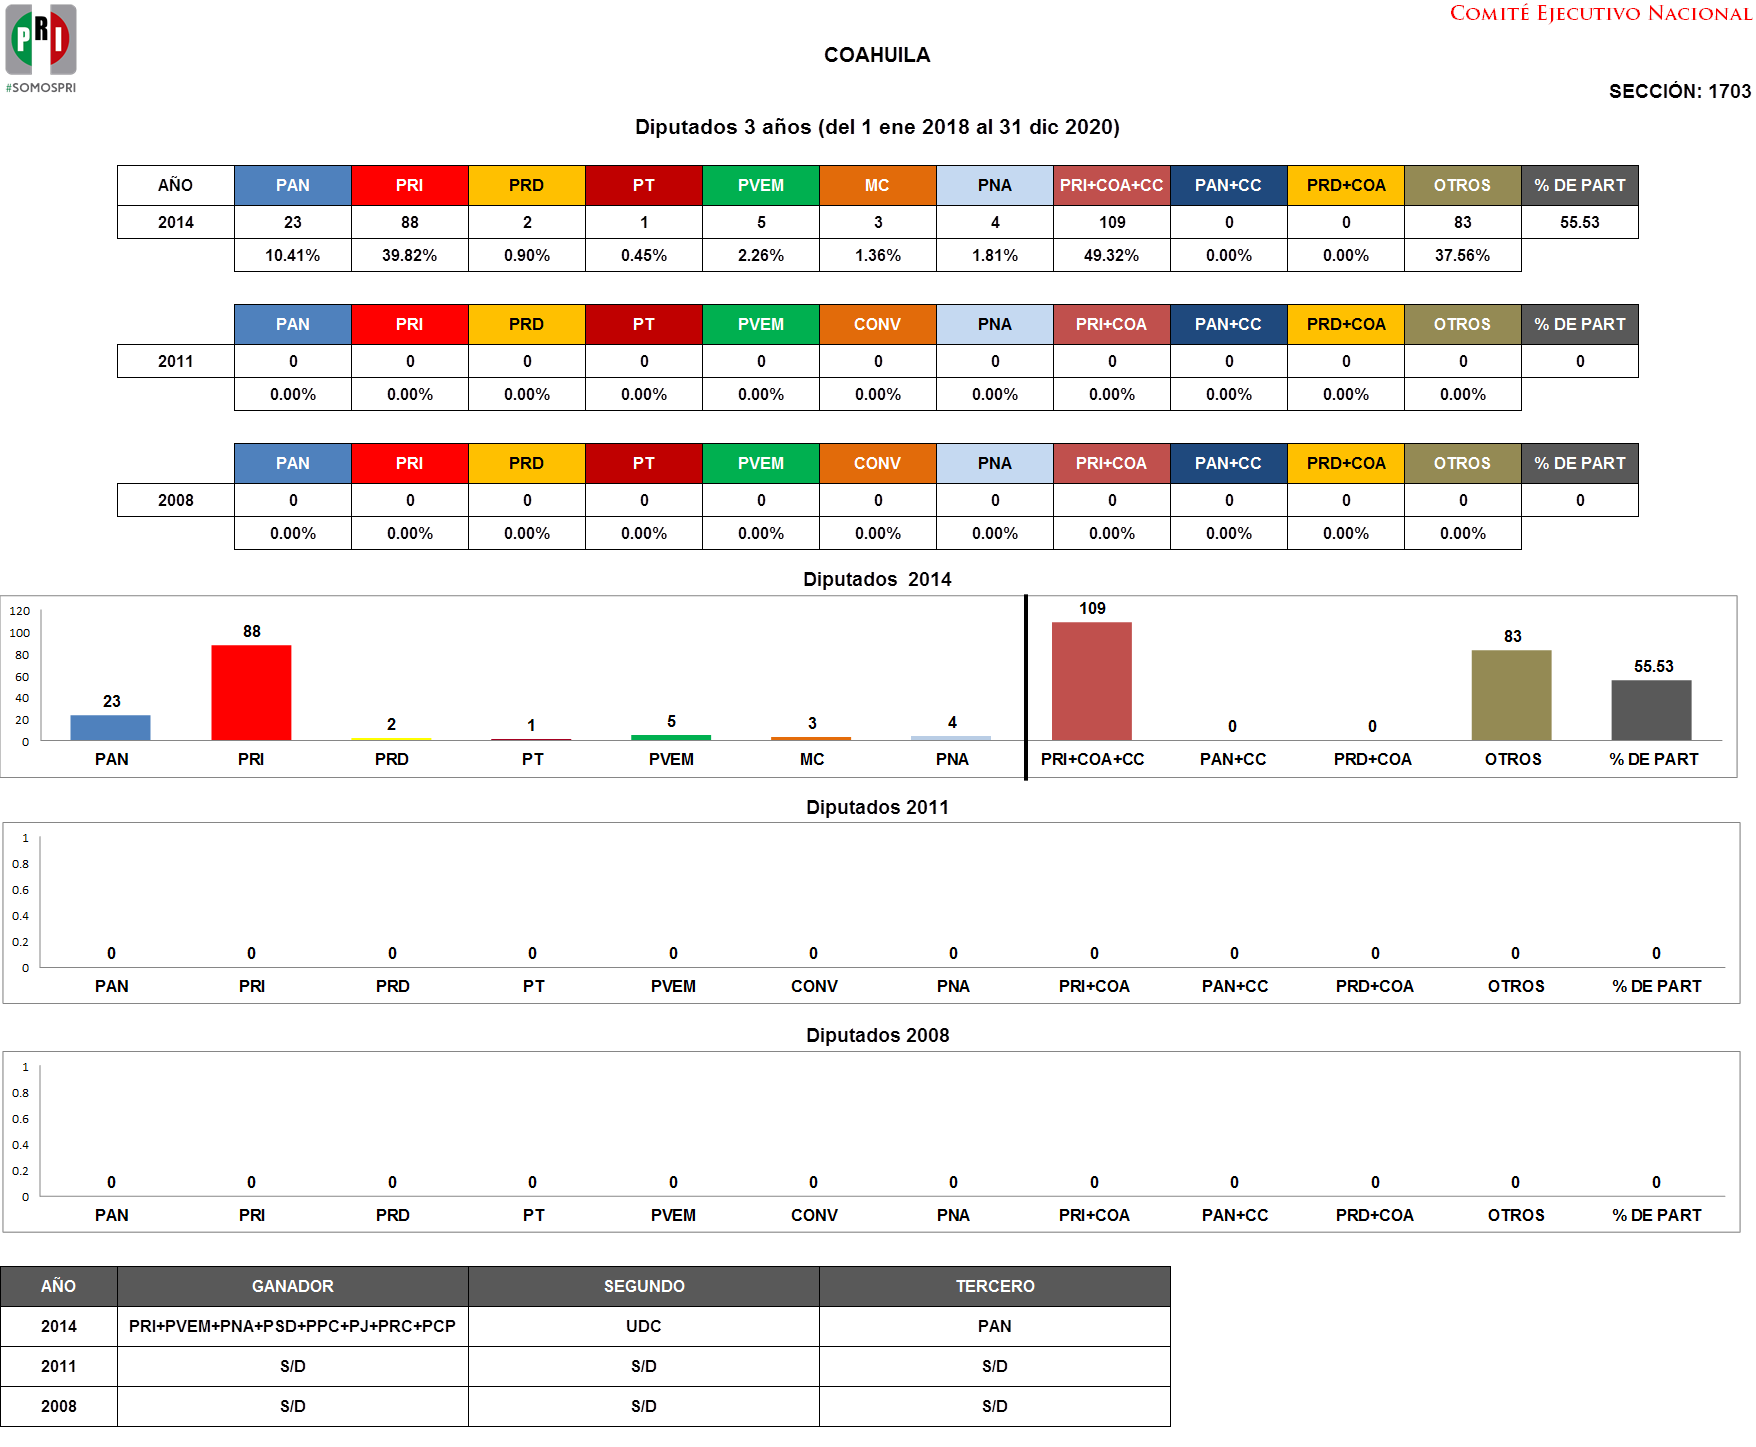 PRI
#SOMOSPRI
COMITÉ EJECUTIVO NACIONAL
COAHUILA
SECCIÓN: 1703
Diputados 3 años (del 1 ene 2018 al 31 dic 2020)
AÑO PAN PRI PRD PT PVEM MC PNA PRI+COA+CC PAN+CC PRD+COA OTROS % DE PART
2014 23 88 2 1 5 3 4 109 0 0 83 55.53
10.41% 39.82% 0.90% 0.45% 2.26% 1.36% 1.81% 49.32% 0.00% 0.00% 37.56%
PAN PRI PRD PT PVEM CONV PNA PRI+COA PAN+CC PRD+COA OTROS % DE PART
2011 0 0 0 0 0 0 0 0 0 0 0 0
0.00% 0.00% 0.00% 0.00% 0.00% 0.00% 0.00% 0.00% 0.00% 0.00% 0.00%
PAN PRI PRD PT PVEM CONV PNA PRI+COA PAN+CC PRD+COA OTROS % DE PART
2008 0 0 0 0 0 0 0 0 0 0 0 0
0.00% 0.00% 0.00% 0.00% 0.00% 0.00% 0.00% 0.00% 0.00% 0.00% 0.00%
Diputados 2014
120
100
80
60
40
20
0
23 88 2 1 5 3 4 109 0 0 83 55.53
PAN PRI PRD PT PVEM MC PNA PRI+COA+CC PAN+CC PRD+COA OTROS % DE PART
Diputados 2011
1
0.8
0.6
0.4
0.2
0
0 0 0 0 0 0 0 0 0 0 0 0
PAN PRI PRD PT PVEM CONV PNA PRI+COA PAN+CC PRD+COA OTROS % DE PART
Diputados 2008
1
0.8
0.6
0.4
0.2
0
0 0 0 0 0 0 0 0 0 0 0 0
PAN PRI PRD PT PVEM CONV PNA PRI+COA PAN+CC PRD+COA OTROS % DE PART
AÑO GANADOR SEGUNDO TERCERO
2014 PRI+PVEM+PNA+PSD+PPC+PJ+PRC+PCP UDC PAN
2011 S/D S/D S/D
2008 S/D S/D S/D